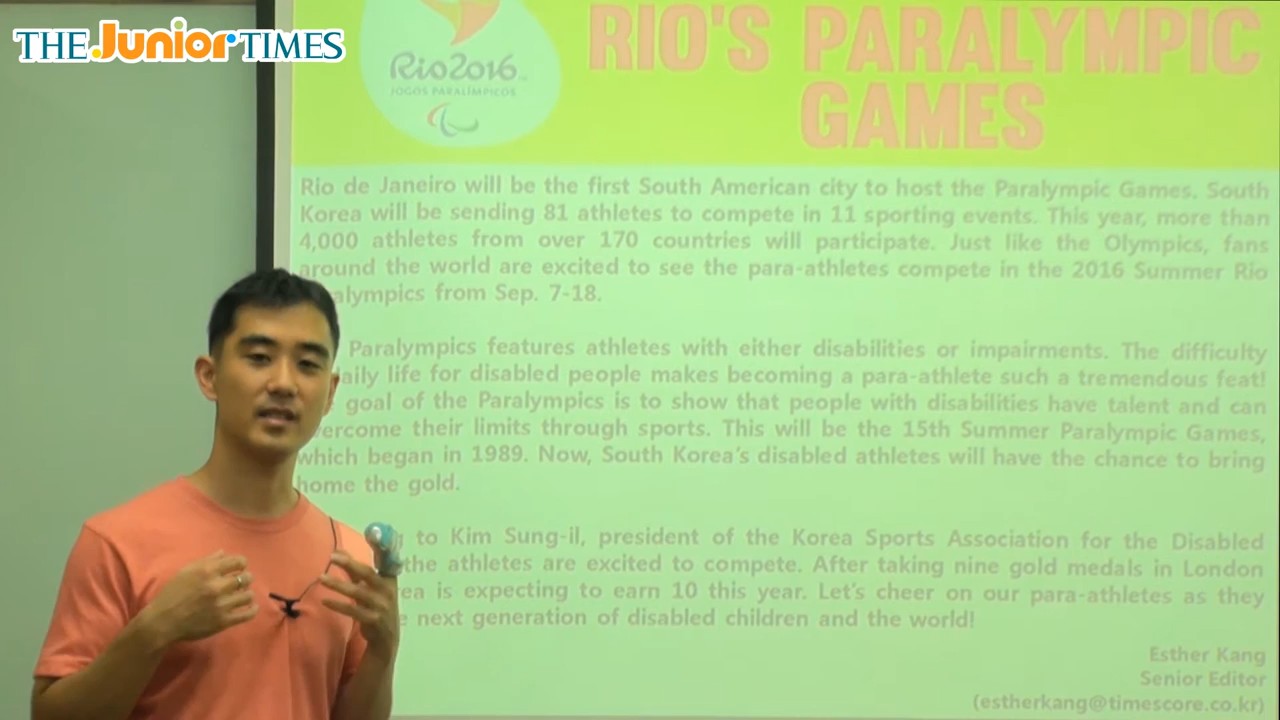 THE Junior TIMES
Rio2016
JOGOS PARALÍMPICOS
RIO'S PARALYMPIC
GAMES
Rio de Janeiro will be the first South American city to host the Paralympic Games. South
Korea will be sending 81 athletes to compete in 11 sporting events. This year, more than
4,000 athletes from over 170 countries will participate. Just like the Olympics, fans
around the world are excited to see the para-athletes compete in the 2016 Summer Rio
alympics from Sep. 7-18.
Paralympics features athletes with either disabilities or impairments. The difficulty
aily life for disabled people makes becoming a para-athlete such a tremendous feat!
goal of the Paralympics is to show that people with disabilities have talent and can
vercome their limits through sports. This will be the 15th Summer Paralympic Games,
which began in 1989. Now, South Korea's disabled athletes will have the chance to bring
home the gold.
to Kim Sung-il, president of the Korea Sports Association for the Disabled
the athletes are excited to compete. After taking nine gold medals in London
ea is expecting to earn 10 this year. Let's cheer on our para-athletes as they
next generation of disabled children and the world!
Esther Kang
Senior Editor
(estherkang@timescore.co.kr)